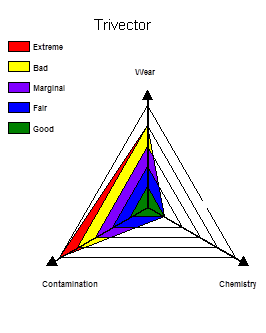 Trivector
Extreme
Bad
Marginal
Fair
Good
Wear
Contamination
Chemistry